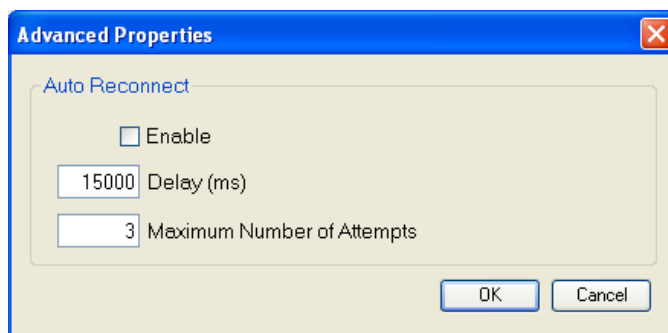 Advanced Properties
Auto Reconnect
Enable
15000 Delay (ms)
3 Maximum Number of Attempts
OK Cancel